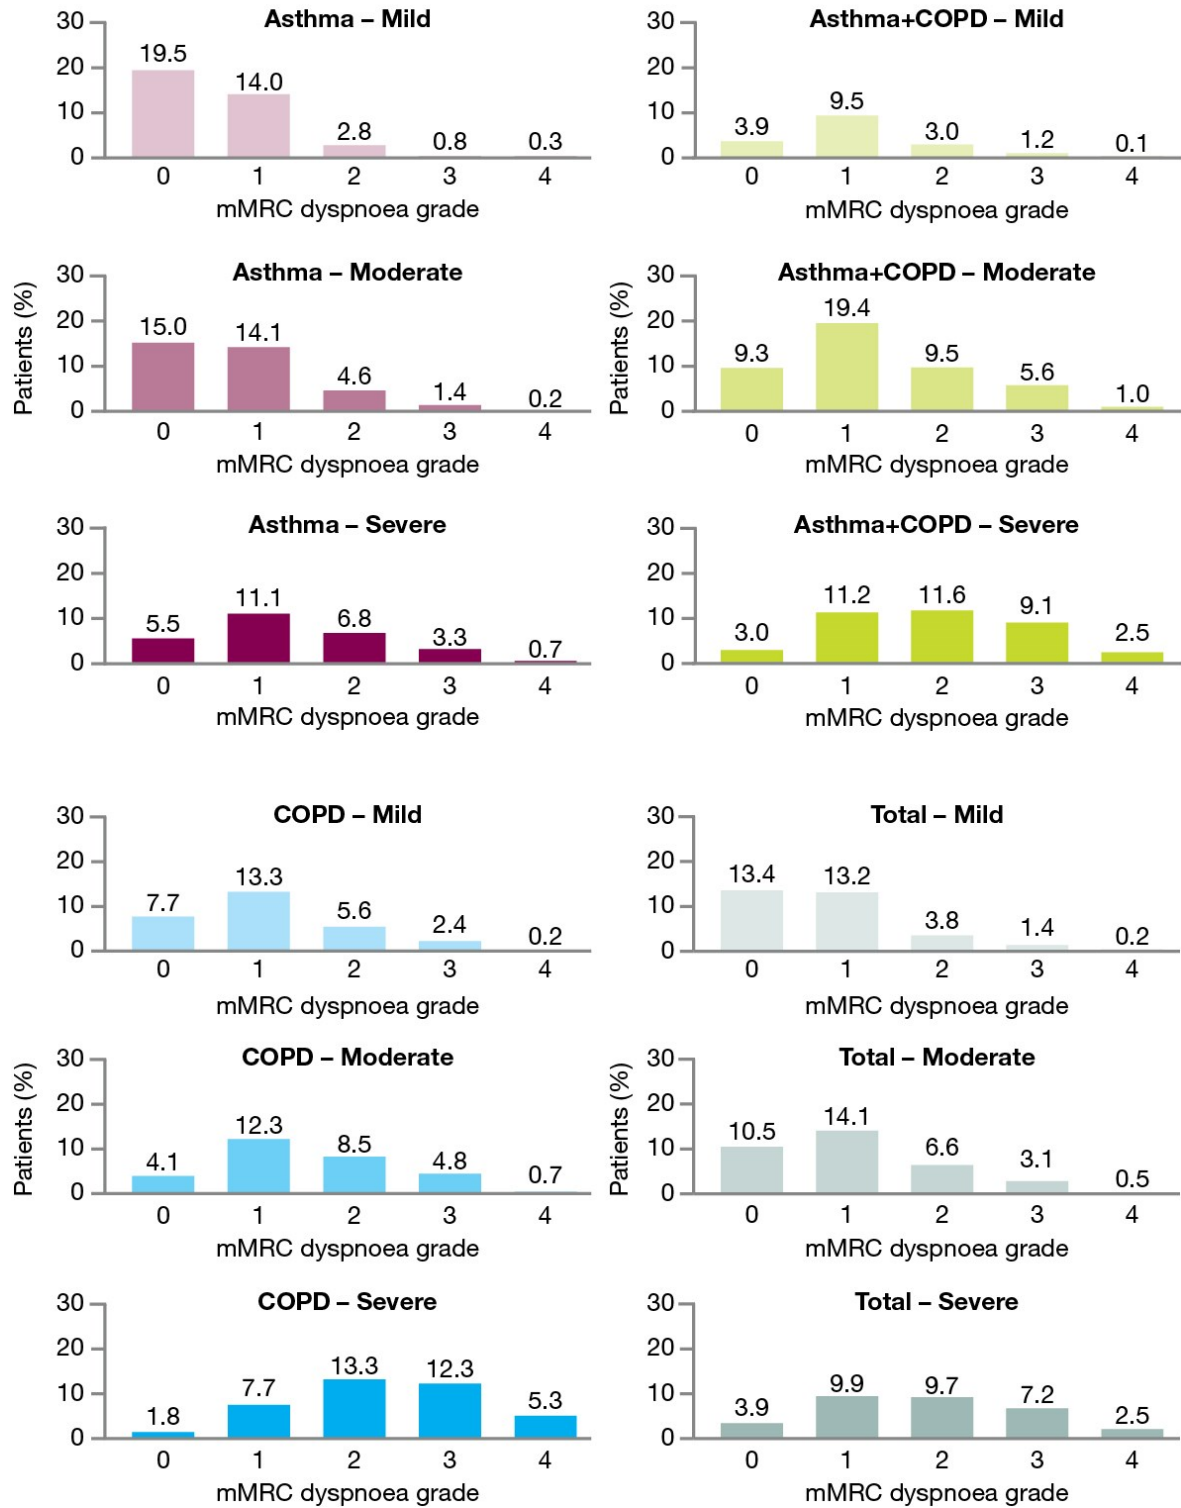 Asthma – Mild
30
20
10
0
19.5
14.0
2.8
0.8
0.3
0 1 2 3 4
mMRC dyspnoea grade
Asthma+COPD – Mild
30
20
10
0
3.9
9.5
3.0
1.2
0.1
0 1 2 3 4
mMRC dyspnoea grade
Asthma – Moderate
Patients (%)
30
20
10
0
15.0
14.1
4.6
1.4
0.2
0 1 2 3 4
mMRC dyspnoea grade
Asthma+COPD – Moderate
Patients (%)
30
20
10
0
9.3
19.4
9.5
5.6
1.0
0 1 2 3 4
mMRC dyspnoea grade
Asthma – Severe
30
20
10
0
5.5
11.1
6.8
3.3
0.7
0 1 2 3 4
mMRC dyspnoea grade
Asthma+COPD – Severe
30
20
10
0
3.0
11.2
11.6
9.1
2.5
0 1 2 3 4
mMRC dyspnoea grade
COPD – Mild
30
20
10
0
7.7
13.3
5.6
2.4
0.2
0 1 2 3 4
mMRC dyspnoea grade
Total – Mild
30
20
10
0
13.4
13.2
3.8
1.4
0.2
0 1 2 3 4
mMRC dyspnoea grade
COPD – Moderate
Patients (%)
30
20
10
0
4.1
12.3
8.5
4.8
0.7
0 1 2 3 4
mMRC dyspnoea grade
Total – Moderate
Patients (%)
30
20
10
0
10.5
14.1
6.6
3.1
0.5
0 1 2 3 4
mMRC dyspnoea grade
COPD – Severe
30
20
10
0
1.8
7.7
13.3
12.3
5.3
0 1 2 3 4
mMRC dyspnoea grade
Total – Severe
30
20
10
0
3.9
9.9
9.7
7.2
2.5
0 1 2 3 4
mMRC dyspnoea grade